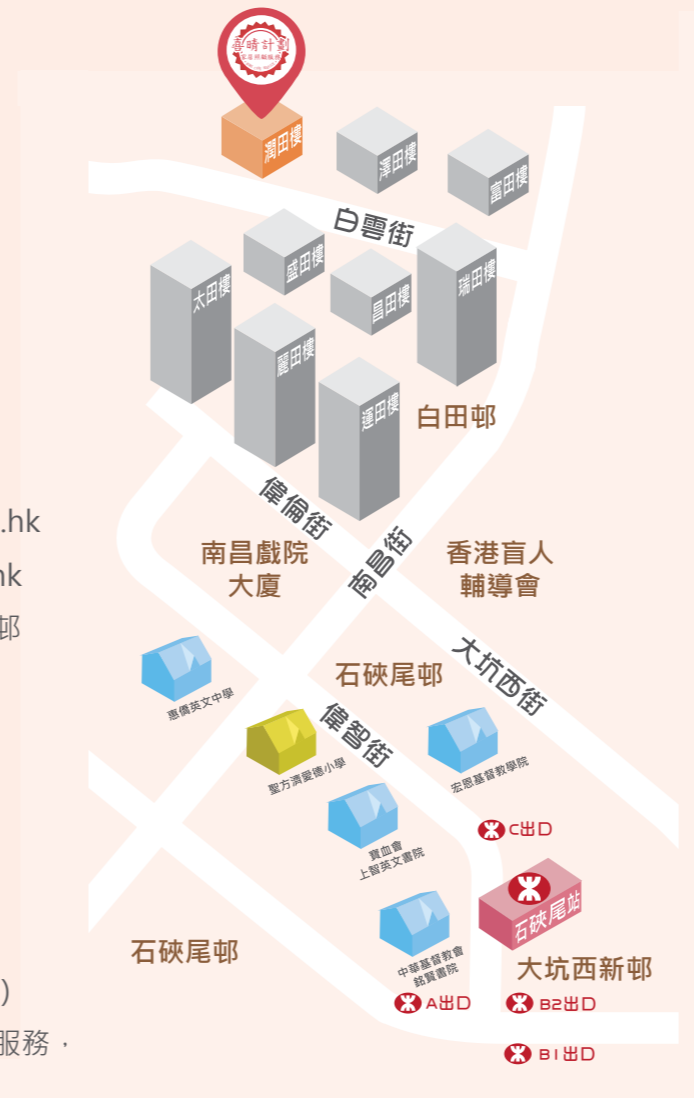 喜晴計劃
潤田樓
澤田樓
富田樓
白雲街
盛田樓
瑞田樓
太田樓
昌田樓
麗田樓
運田樓
白田邨
偉倫街
.hk
南昌戲院
大廈
南昌街
香港盲人
輔導會
nk
邨
大坑西街
石硤尾邨
惠僑英文中學
偉智街
聖方濟愛德小學
宏恩基督教學院
C出口
寶血會
上智英文書院
石硤尾站
石硤尾邨
中華基督教會
銘賢書院
大坑西新邨
)
A出口
B2出口
服務，
B1出口